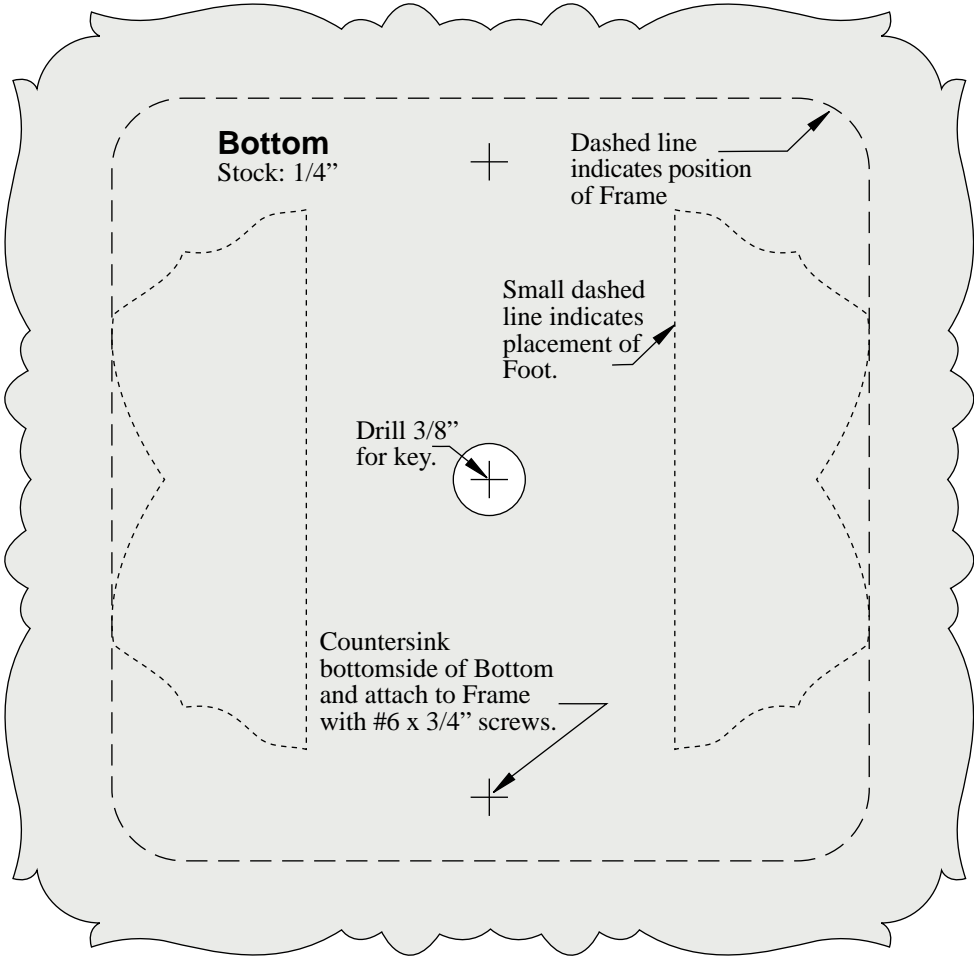 Bottom
Stock: 1/4”
Dashed line
indicates position
of Frame
Small dashed
line indicates
placement of
Foot.
Drill 3/8”
for key.
Countersink
bottomside of Bottom
and attach to Frame
with #6 x 3/4” screws.